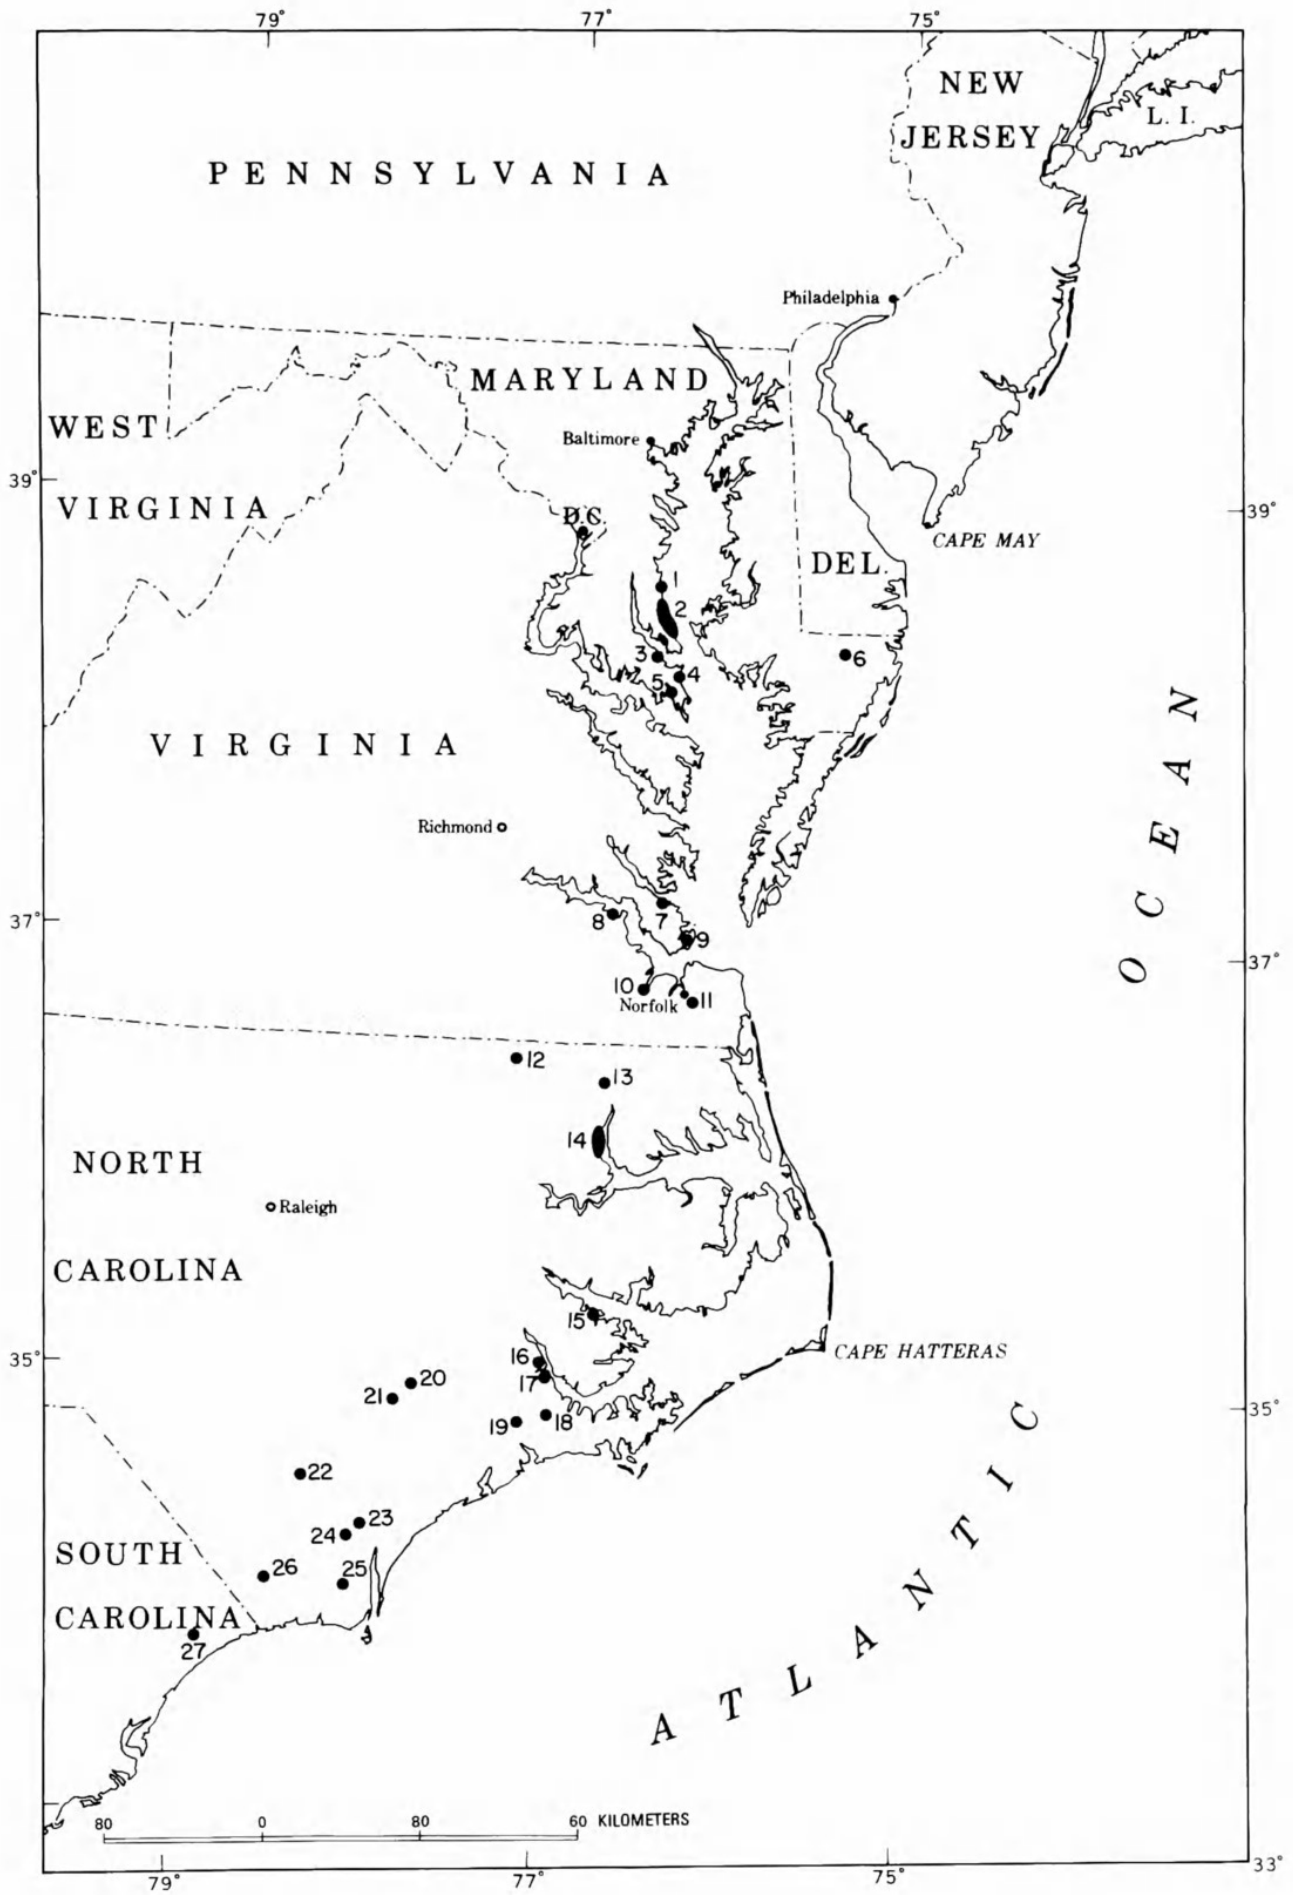 79°
77°
75°
NEW
JERSEY
L. I.
PENNSYLVANIA
Philadelphia
MARYLAND
WEST
Baltimore
39°
VIRGINIA
D.C.
39°
CAPE MAY
DEL.
1
2
3
4
5
6
VIRGINIA
Richmond
37°
8
7
9
37°
10
Norfolk
11
12
13
14
NORTH
Raleigh
CAROLINA
15
35°
16
17
CAPE HATTERAS
20
21
19
18
35°
22
23
24
SOUTH
26
25
CAROLINA
27
ATLANTIC
OCEAN
80 0 80 60 KILOMETERS
79°
77°
75°
33°